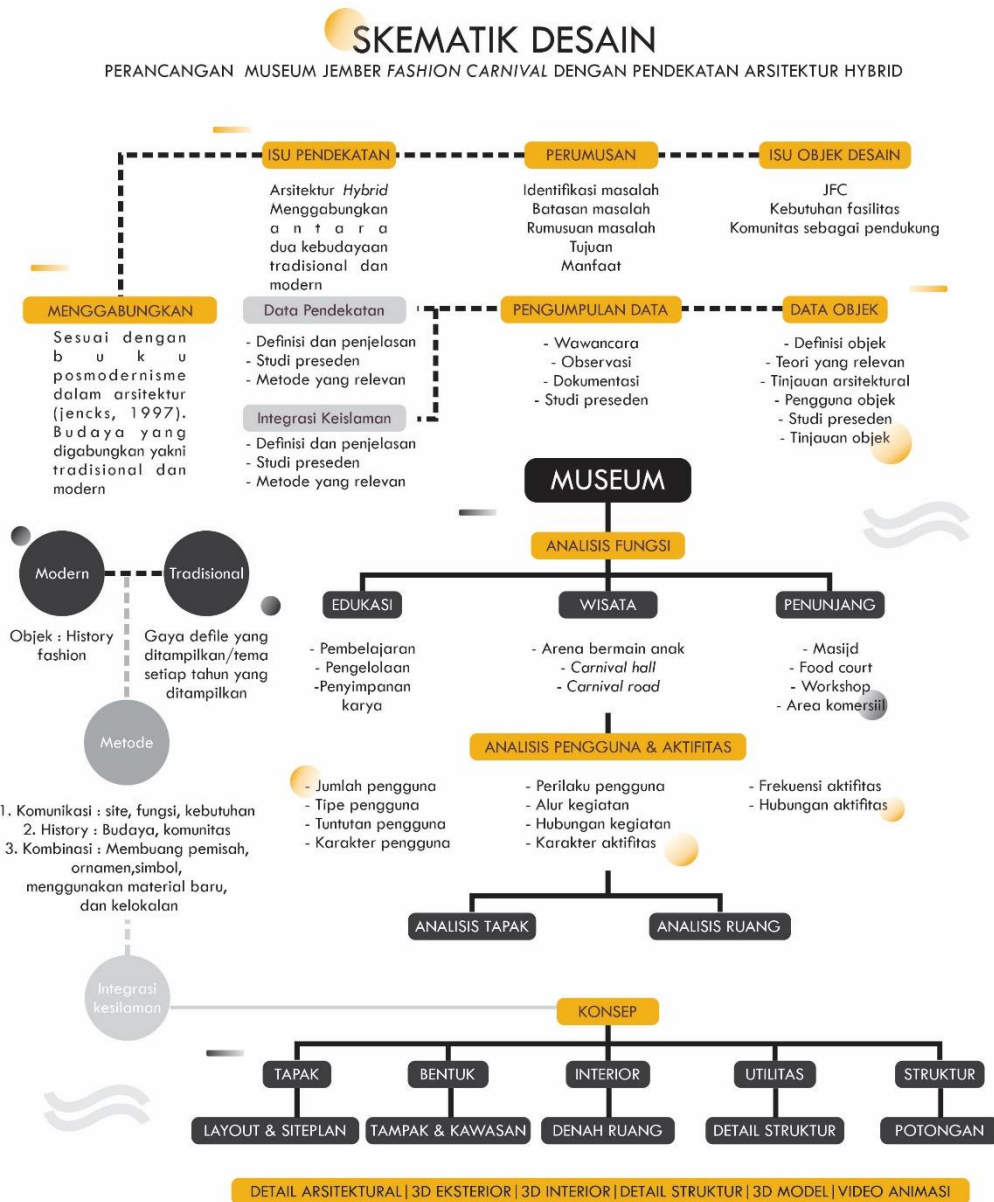 SKEMATIK DESAIN
PERANCANGAN MUSEUM JEMBER FASHION CARNIVAL DENGAN PENDEKATAN ARSITEKTUR HYBRID
ISU PENDEKATAN
Arsitektur Hybrid
Menggabungkan
a n t a r a
dua kebudayaan
tradisional dan
modern
PERUMUSAN
Identifikasi masalah
Batasan masalah
Rumusuan masalah
Tujuan
Manfaat
ISU OBJEK DESAIN
JFC
Kebutuhan fasilitas
Komunitas sebagai pendukung
MENGGABUNGKAN
Sesuai dengan
b u k u
posmodernisme
dalam arsitektur
(jencks, 1997).
Budaya yang
digabungkan yakni
tradisional dan
modern
Data Pendekatan
- Definisi dan penjelasan
- Studi preseden
- Metode yang relevan
Integrasi Keislaman
- Definisi dan penjelasan
- Studi preseden
- Metode yang relevan
PENGUMPULAN DATA
- Wawancara
- Observasi
- Dokumentasi
- Studi preseden
DATA OBJEK
- Definisi objek
- Teori yang relevan
- Tinjauan arsitektural
- Pengguna objek
- Studi preseden
- Tinjauan objek
MUSEUM
ANALISIS FUNGSI
EDUKASI
- Pembelajaran
- Pengelolaan
-Penyimpanan
karya
WISATA
- Arena bermain anak
- Carnival hall
- Carnival road
PENUNJANG
- Masijd
- Food court
- Workshop
- Area komersiil
Modern
Tradisional
Objek : History
fashion
Gaya defile yang
ditampilkan/tema
setiap tahun yang
ditampilkan
Metode
1. Komunikasi : site, fungsi, kebutuhan
2. History : Budaya, komunitas
3. Kombinasi : Membuang pemisah,
ornamen,simbol,
menggunakan material baru,
dan kelokalan
ANALISIS PENGGUNA & AKTIFITAS
- Jumlah pengguna
- Tipe pengguna
- Tuntutan pengguna
- Karakter pengguna
- Perilaku pengguna
- Alur kegiatan
- Hubungan kegiatan
- Karakter aktifitas
- Frekuensi aktifitas
- Hubungan aktifitas
ANALISIS TAPAK
ANALISIS RUANG
Integrasi
kesilaman
KONSEP
TAPAK
BENTUK
INTERIOR
UTILITAS
STRUKTUR
LAYOUT & SITEPLAN
TAMPAK & KAWASAN
DENAH RUANG
DETAIL STRUKTUR
POTONGAN
DETAIL ARSITEKTURAL|3D EKSTERIOR|3D INTERIOR|DETAIL STRUKTUR|3D MODEL|VIDEO ANIMASI